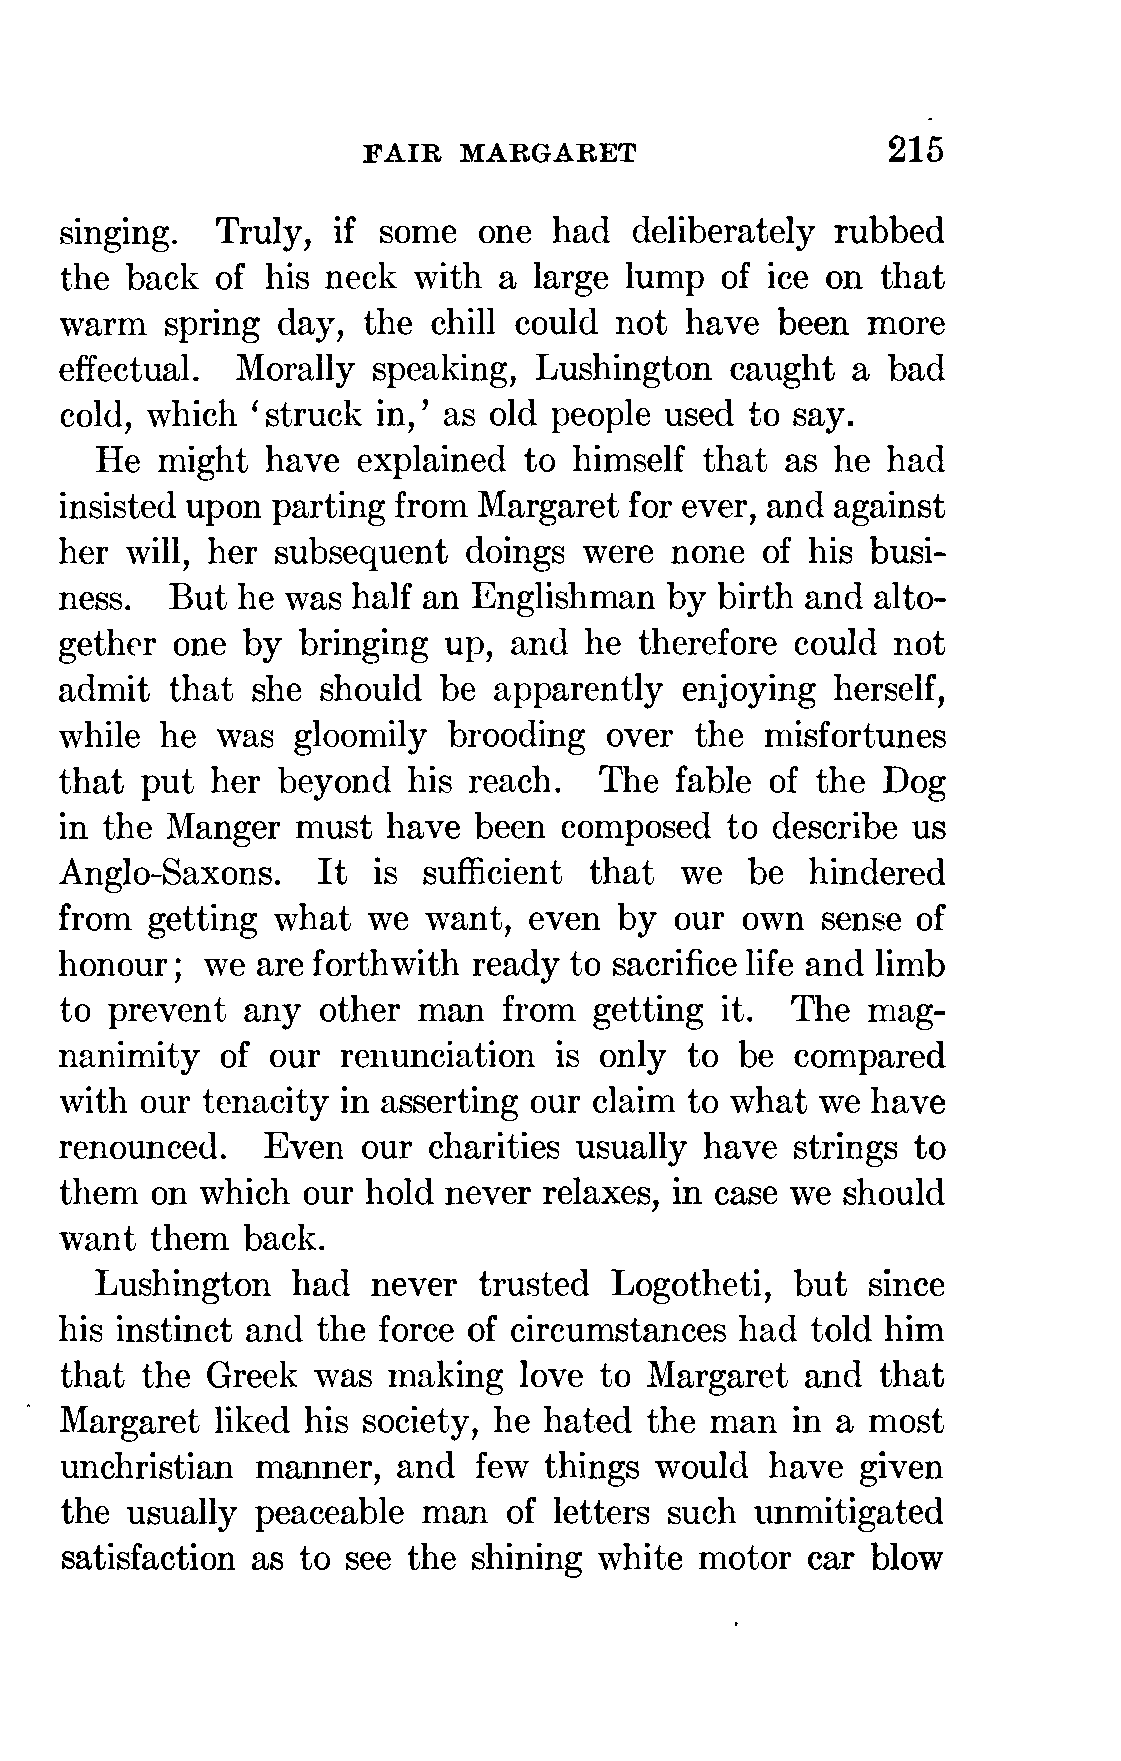 FAIR MARGARET 215
singing. Truly, if some one had deliberately rubbed
the back of his neck with a large lump of ice on that
warm spring day, the chill could not have been more
effectual. Morally speaking, Lushington caught a bad
cold, which ‘struck in,’ as old people used to say.
He might have explained to himself that as he had
insisted upon parting from Margaret for ever, and against
her will, her subsequent doings were none of his busi-
ness. But he was half an Englishman by birth and alto-
gether one by bringing up, and he therefore could not
admit that she should be apparently enjoying herself,
while he was gloomily brooding over the misfortunes
that put her beyond his reach. The fable of the Dog
in the Manger must have been composed to describe us
Anglo-Saxons. It is sufficient that we be hindered
from getting what we want, even by our own sense of
honour; we are forthwith ready to sacrifice life and limb
to prevent any other man from getting it. The mag-
nanimity of our renunciation is only to be compared
with our tenacity in asserting our claim to what we have
renounced. Even our charities usually have strings to
them on which our hold never relaxes, in case we should
want them back.
Lushington had never trusted Logotheti, but since
his instinct and the force of circumstances had told him
that the Greek was making love to Margaret and that
Margaret liked his society, he hated the man in a most
unchristian manner, and few things would have given
the usually peaceable man of letters such unmitigated
satisfaction as to see the shining white motor car blow